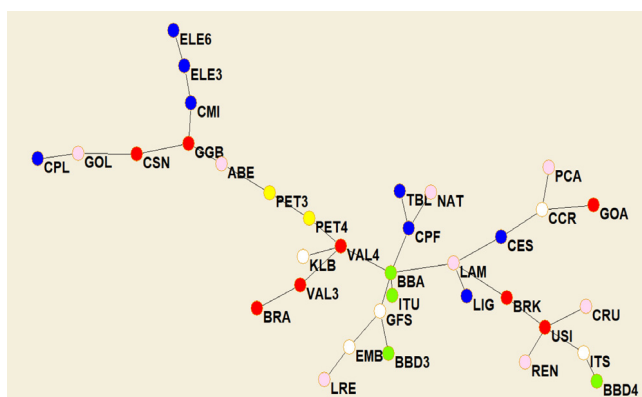 ELE6
ELE3
CMI
GGB
CPL
GOL
CSN
ABE
PET3
PET4
VAL4
KLB
VAL3
BRA
TBL
NAT
CPF
BBA
ITU
GFS
EMB
BBD3
LRE
LAM
LIG
PCA
CCR
GOA
CES
BRK
CRU
USI
REN
ITS
BBD4